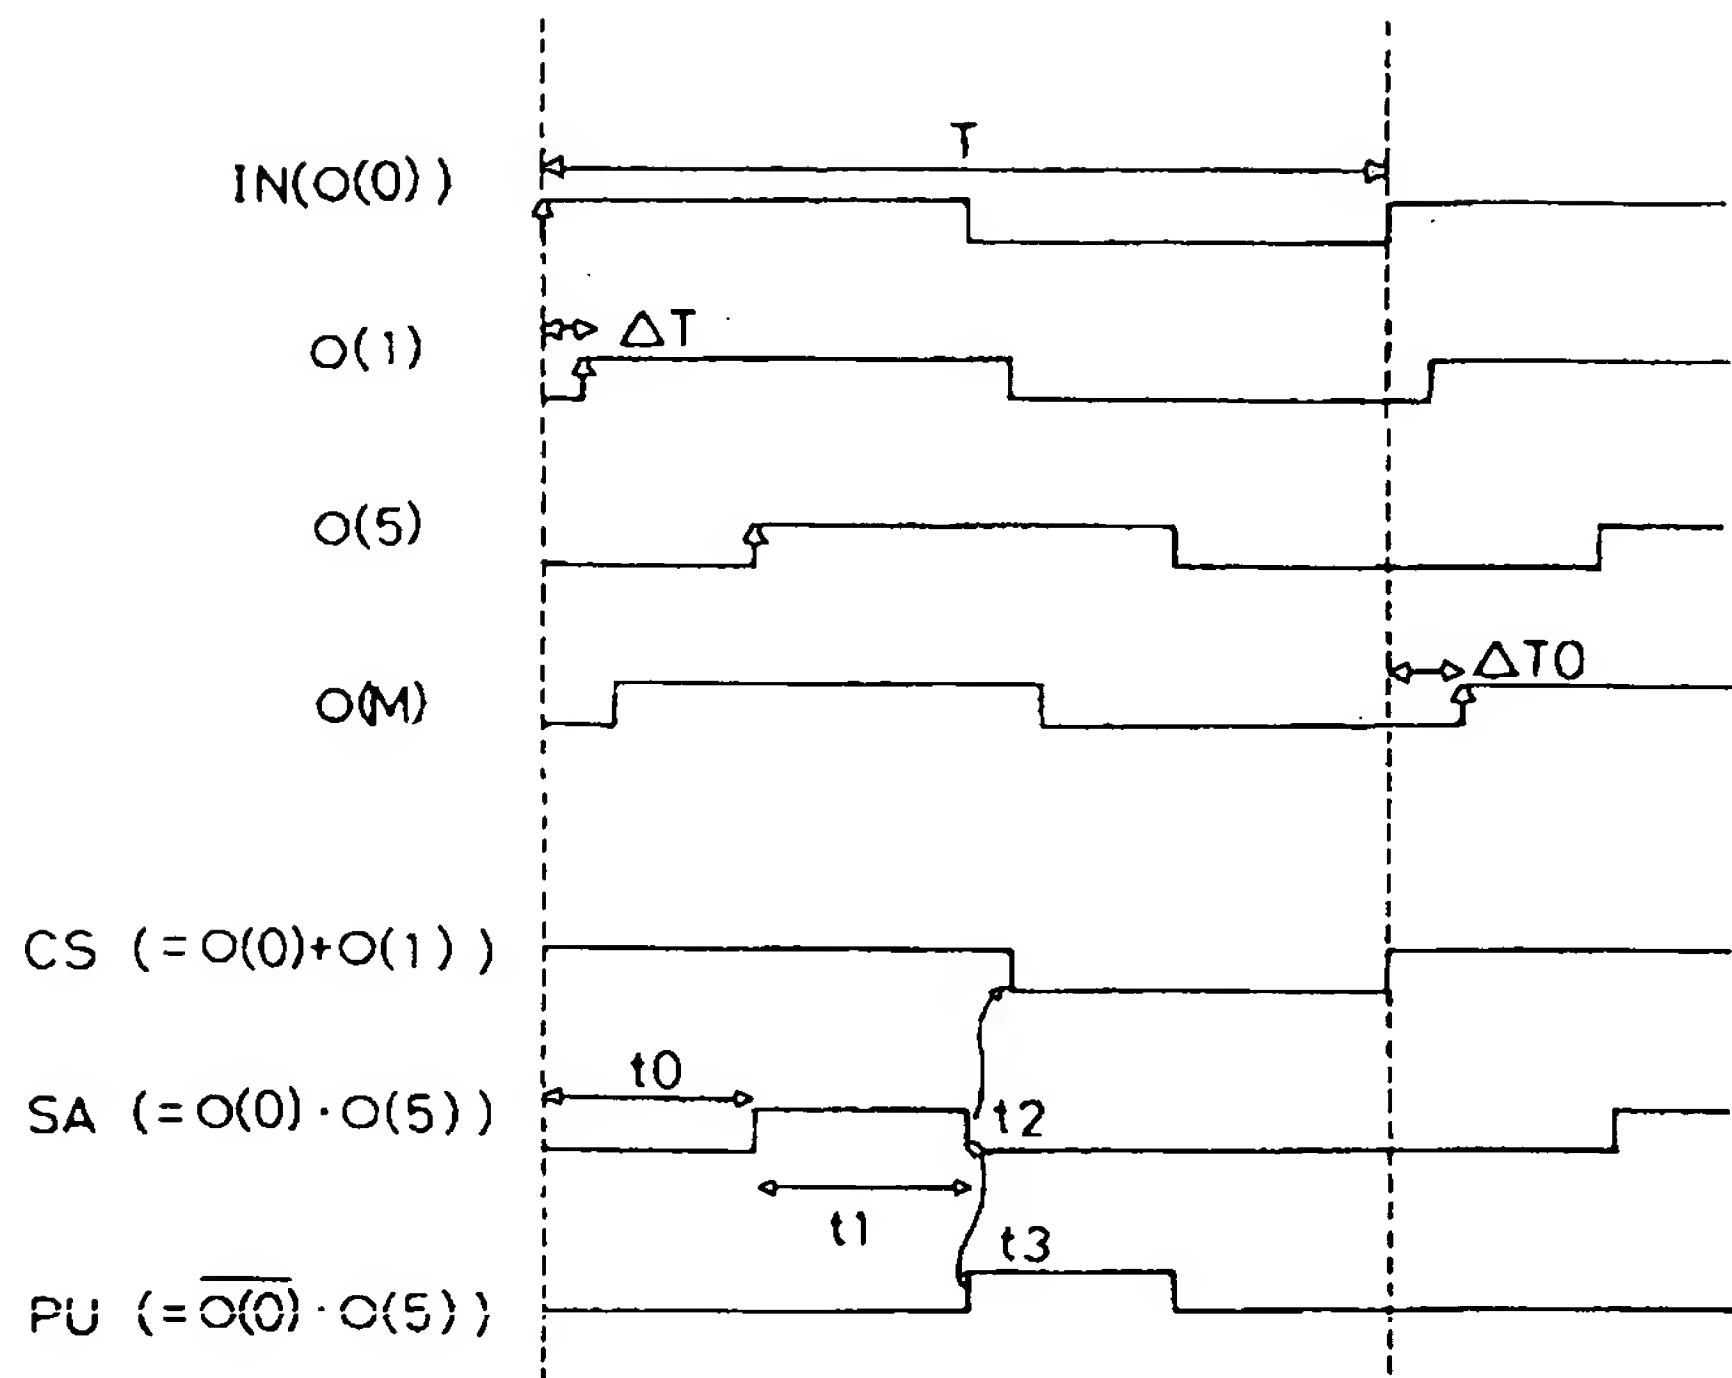 T
IN(O(0))
ΔT
O(1)
O(5)
ΔT0
O(M)
CS (=O(0)+O(1))
t0
SA (=O(0)·O(5))
t2
t1
t3
PU (=O̅(̅0̅)̅·O(5))